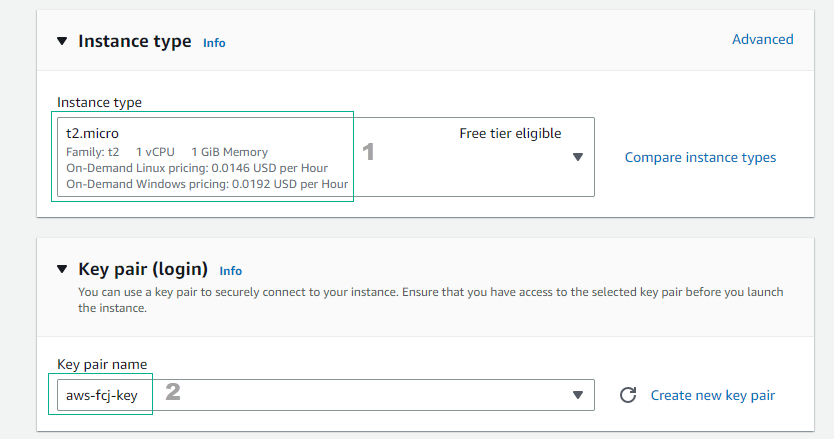 Instance type Info
Advanced
Instance type
t2.micro
Free tier eligible
Family: t2 1 vCPU 1 GiB Memory
On-Demand Linux pricing: 0.0146 USD per Hour
On-Demand Windows pricing: 0.0192 USD per Hour
1
Compare instance types
Key pair (login) Info
You can use a key pair to securely connect to your instance. Ensure that you have access to the selected key pair before you launch
the instance.
Key pair name
aws-fcj-key
2
Create new key pair